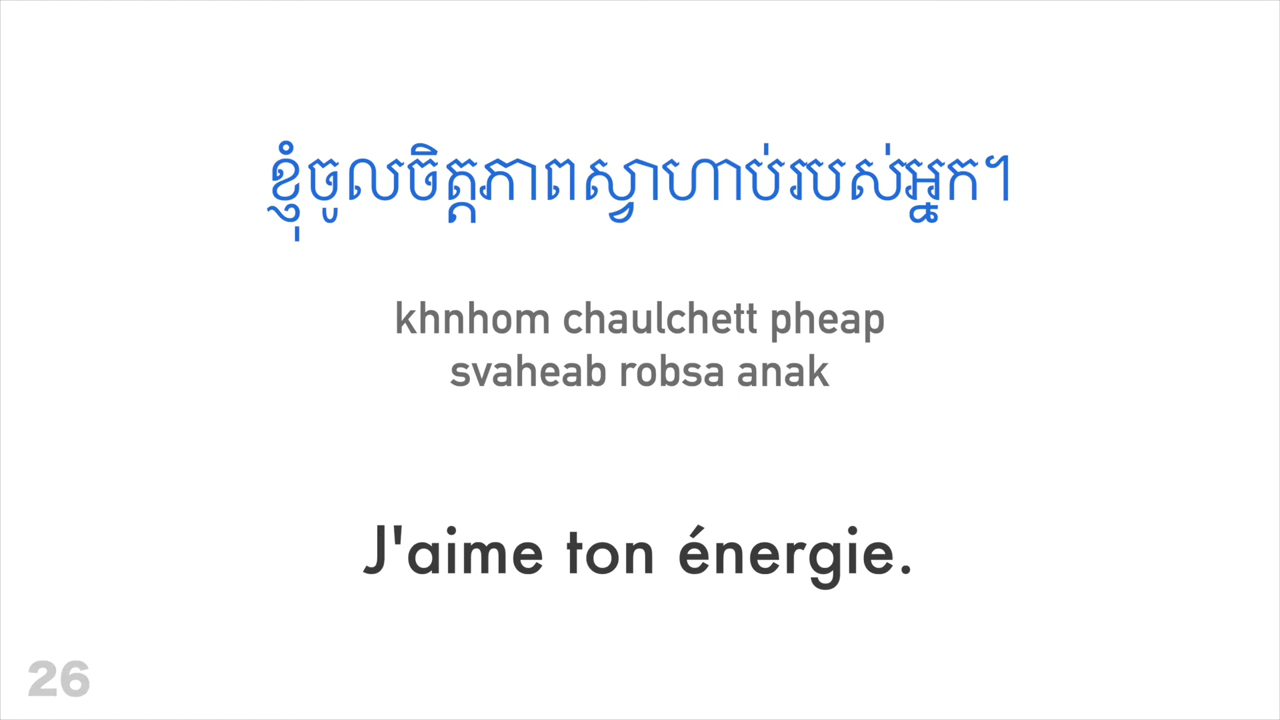 ខ្ញុំចូលចិត្តភាពស្វាហាប់របស់អ្នក។
khnhom chaulchett pheap
svaheab robsa anak
J'aime ton énergie.
26